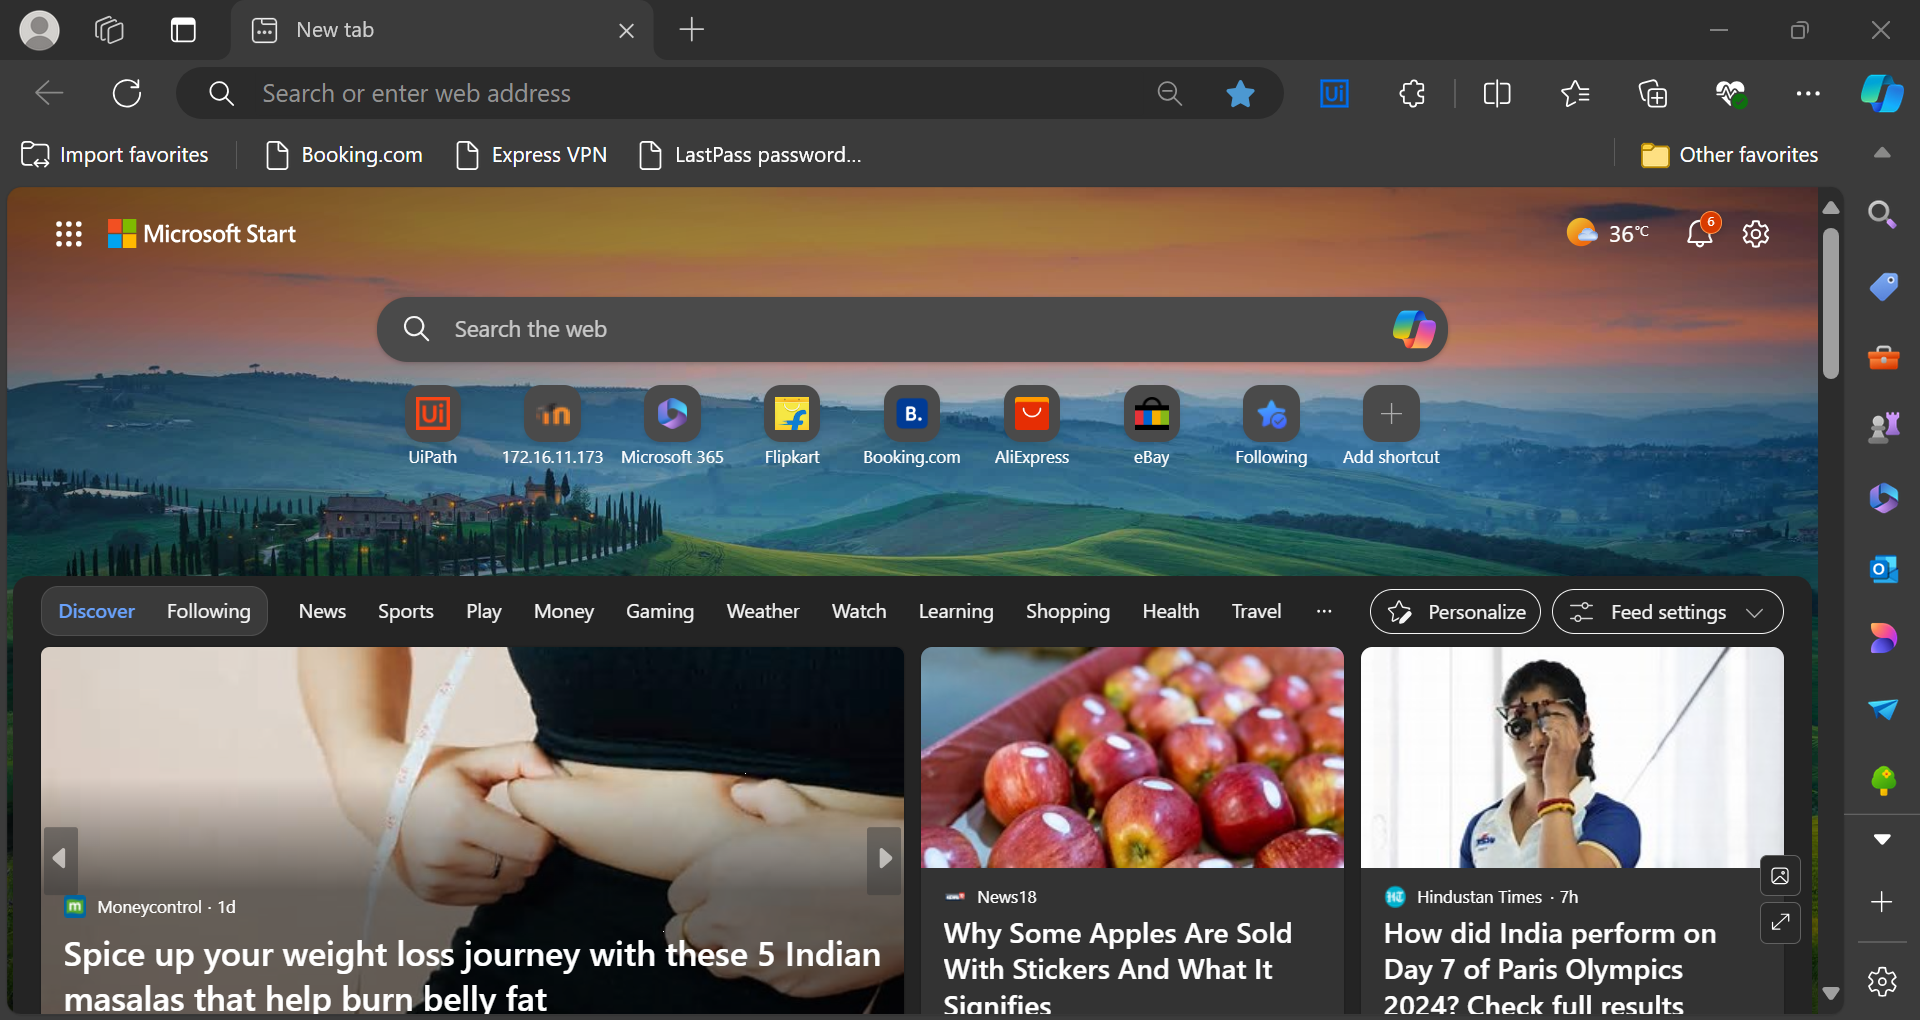 New tab
Search or enter web address
Import favorites
Booking.com
Express VPN
LastPass password...
Other favorites
Microsoft Start
36°C
6
Search the web
UiPath
172.16.11.173
Microsoft 365
Flipkart
Booking.com
AliExpress
eBay
Following
Add shortcut
Discover
Following
News
Sports
Play
Money
Gaming
Weather
Watch
Learning
Shopping
Health
Travel
Personalize
Feed settings
Moneycontrol · 1d
Spice up your weight loss journey with these 5 Indian
masalas that help burn belly fat
News18
Why Some Apples Are Sold
With Stickers And What It
Signifies
Hindustan Times · 7h
How did India perform on
Day 7 of Paris Olympics
2024? Check full results